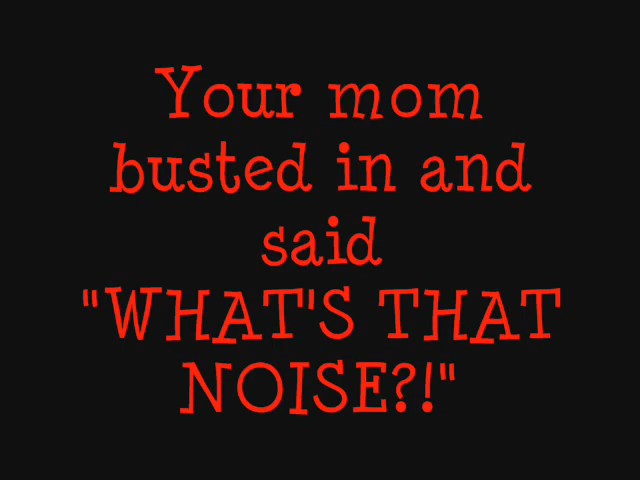 Your mom
busted in and
said
"WHAT'S THAT
NOISE?!"